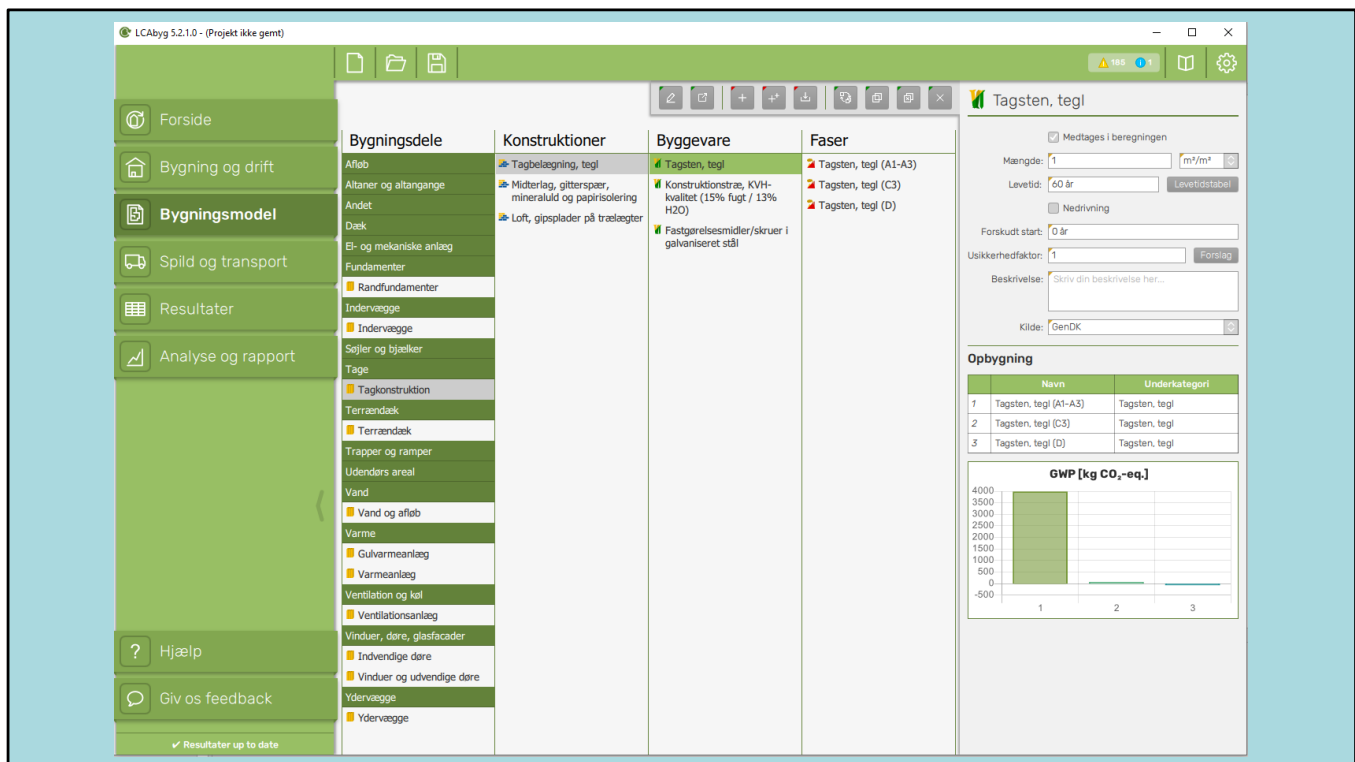 LCAbyg 5.2.1.0 - (Projekt ikke gemt)
185 1
Forside
Bygning og drift
Bygningsmodel
Spild og transport
Resultater
Analyse og rapport
Hjælp
Giv os feedback
✔ Resultater up to date
Bygningsdele
Afløb
Altaner og altangange
Andet
Dæk
El- og mekaniske anlæg
Fundamenter
Randfundamenter
Indervægge
Indervægge
Søjler og bjælker
Tage
Tagkonstruktion
Terrændæk
Terrændæk
Trapper og ramper
Udendørs areal
Vand
Vand og afløb
Varme
Gulvarmeanlæg
Varmeanlæg
Ventilation og køl
Ventilationsanlæg
Vinduer, døre, glasfacader
Indvendige døre
Vinduer og udvendige døre
Ydervægge
Ydervægge
Konstruktioner
Tagbelægning, tegl
Midterlag, gitterspær,
mineraluld og papirisolering
Loft, gipsplader på trælægter
Byggevare
Tagsten, tegl
Konstruktionstræ, KVH-
kvalitet (15% fugt / 13%
H2O)
Fastgørelsesmidler/skruer i
galvaniseret stål
Faser
Tagsten, tegl (A1-A3)
Tagsten, tegl (C3)
Tagsten, tegl (D)
Tagsten, tegl
Medtages i beregningen
Mængde: 1 m²/m²
Levetid: 60 år Levetidstabel
Nedrivning
Forskudt start: 0 år
Usikkerhedfaktor: 1 Forslag
Beskrivelse: Skriv din beskrivelse her...
Kilde: GenDK
Opbygning
Navn Underkategori
1 Tagsten, tegl (A1-A3) Tagsten, tegl
2 Tagsten, tegl (C3) Tagsten, tegl
3 Tagsten, tegl (D) Tagsten, tegl
GWP [kg CO₂-eq.]
4000
3500
3000
2500
2000
1500
1000
500
0
-500
1 2 3